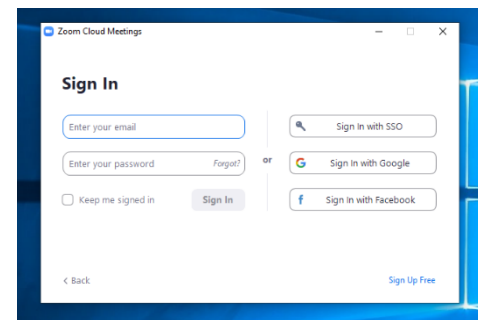 Zoom Cloud Meetings
Sign In
Enter your email
Enter your password Forgot?
Keep me signed in Sign In
or
Sign In with SSO
G Sign In with Google
f Sign In with Facebook
< Back
Sign Up Free